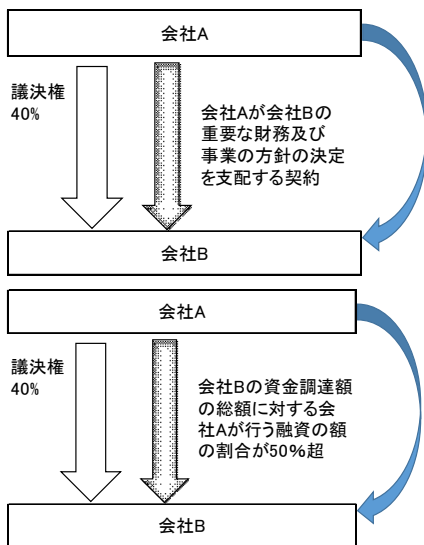 会社A
議決権
40%
会社Aが会社Bの
重要な財務及び
事業の方針の決定
を支配する契約
会社B
会社A
議決権
40%
会社Bの資金調達額
の総額に対する会
社Aが行う融資の額
の割合が50%超
会社B